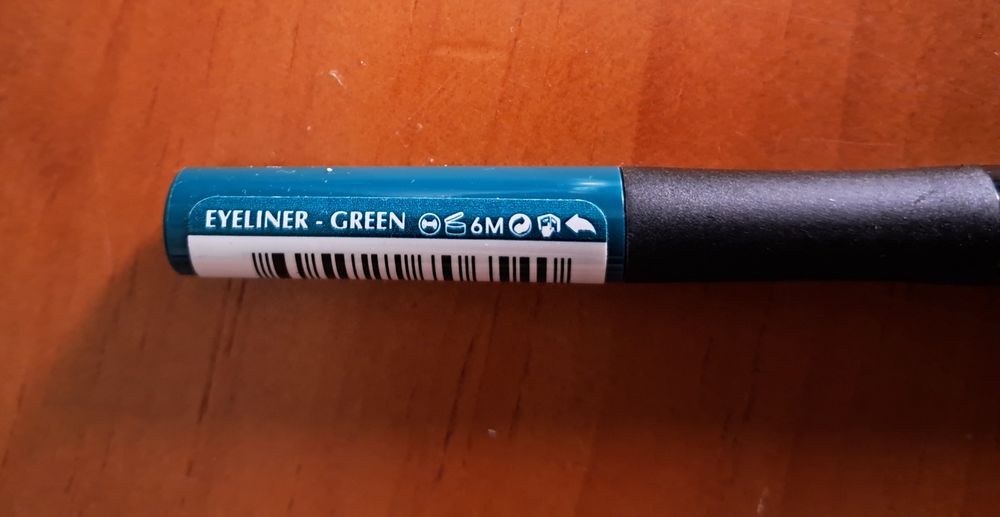 EYELINER - GREEN 6M